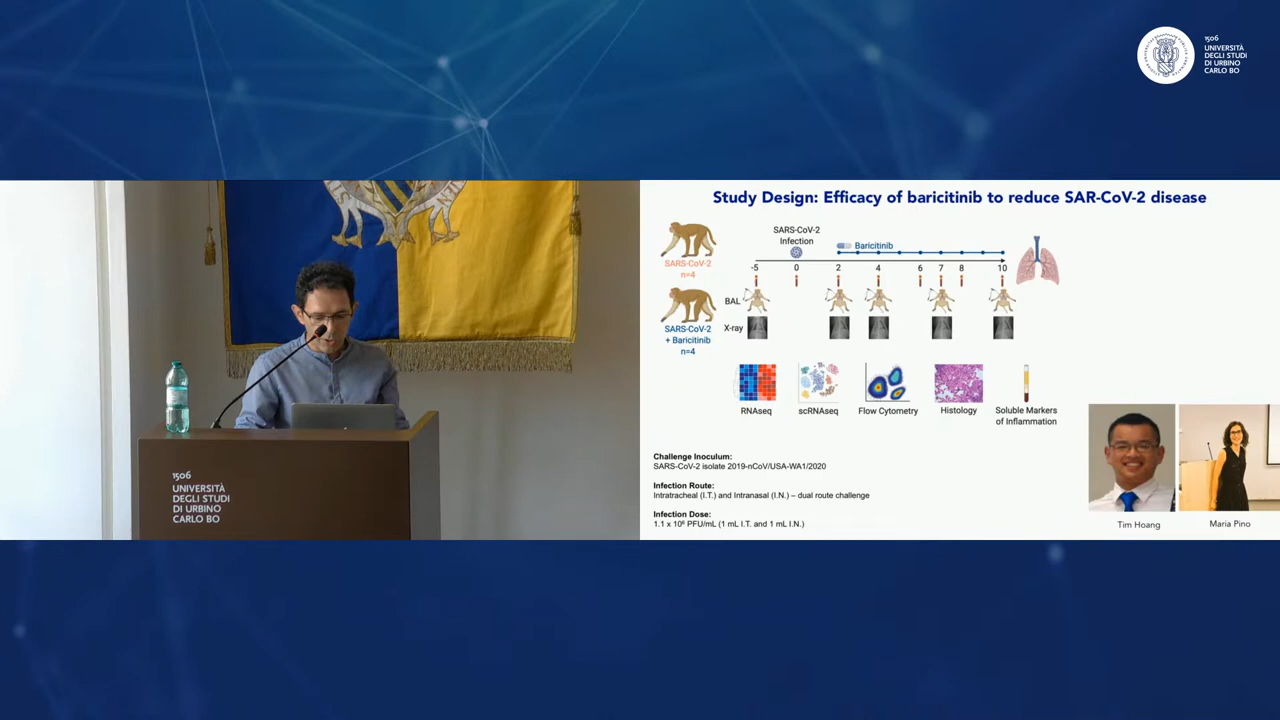 1506
UNIVERSITÀ
DEGLI STUDI
DI URBINO
CARLO BO
1506
UNIVERSITÀ
DEGLI STUDI
DI URBINO
CARLO BO
Study Design: Efficacy of baricitinib to reduce SAR-CoV-2 disease
SARS-CoV-2
n=4
SARS-CoV-2
+ Baricitinib
n=4
SARS-CoV-2
Infection
Baricitinib
-5 0 2 4 6 7 8 10
BAL
X-ray
RNAseq scRNAseq Flow Cytometry Histology Soluble Markers
of Inflammation
Challenge Inoculum:
SARS-CoV-2 isolate 2019-nCoV/USA-WA1/2020
Infection Route:
Intratracheal (I.T.) and Intranasal (I.N.) – dual route challenge
Infection Dose:
1.1 x 10⁶ PFU/mL (1 mL I.T. and 1 mL I.N.)
Tim Hoang
Maria Pino